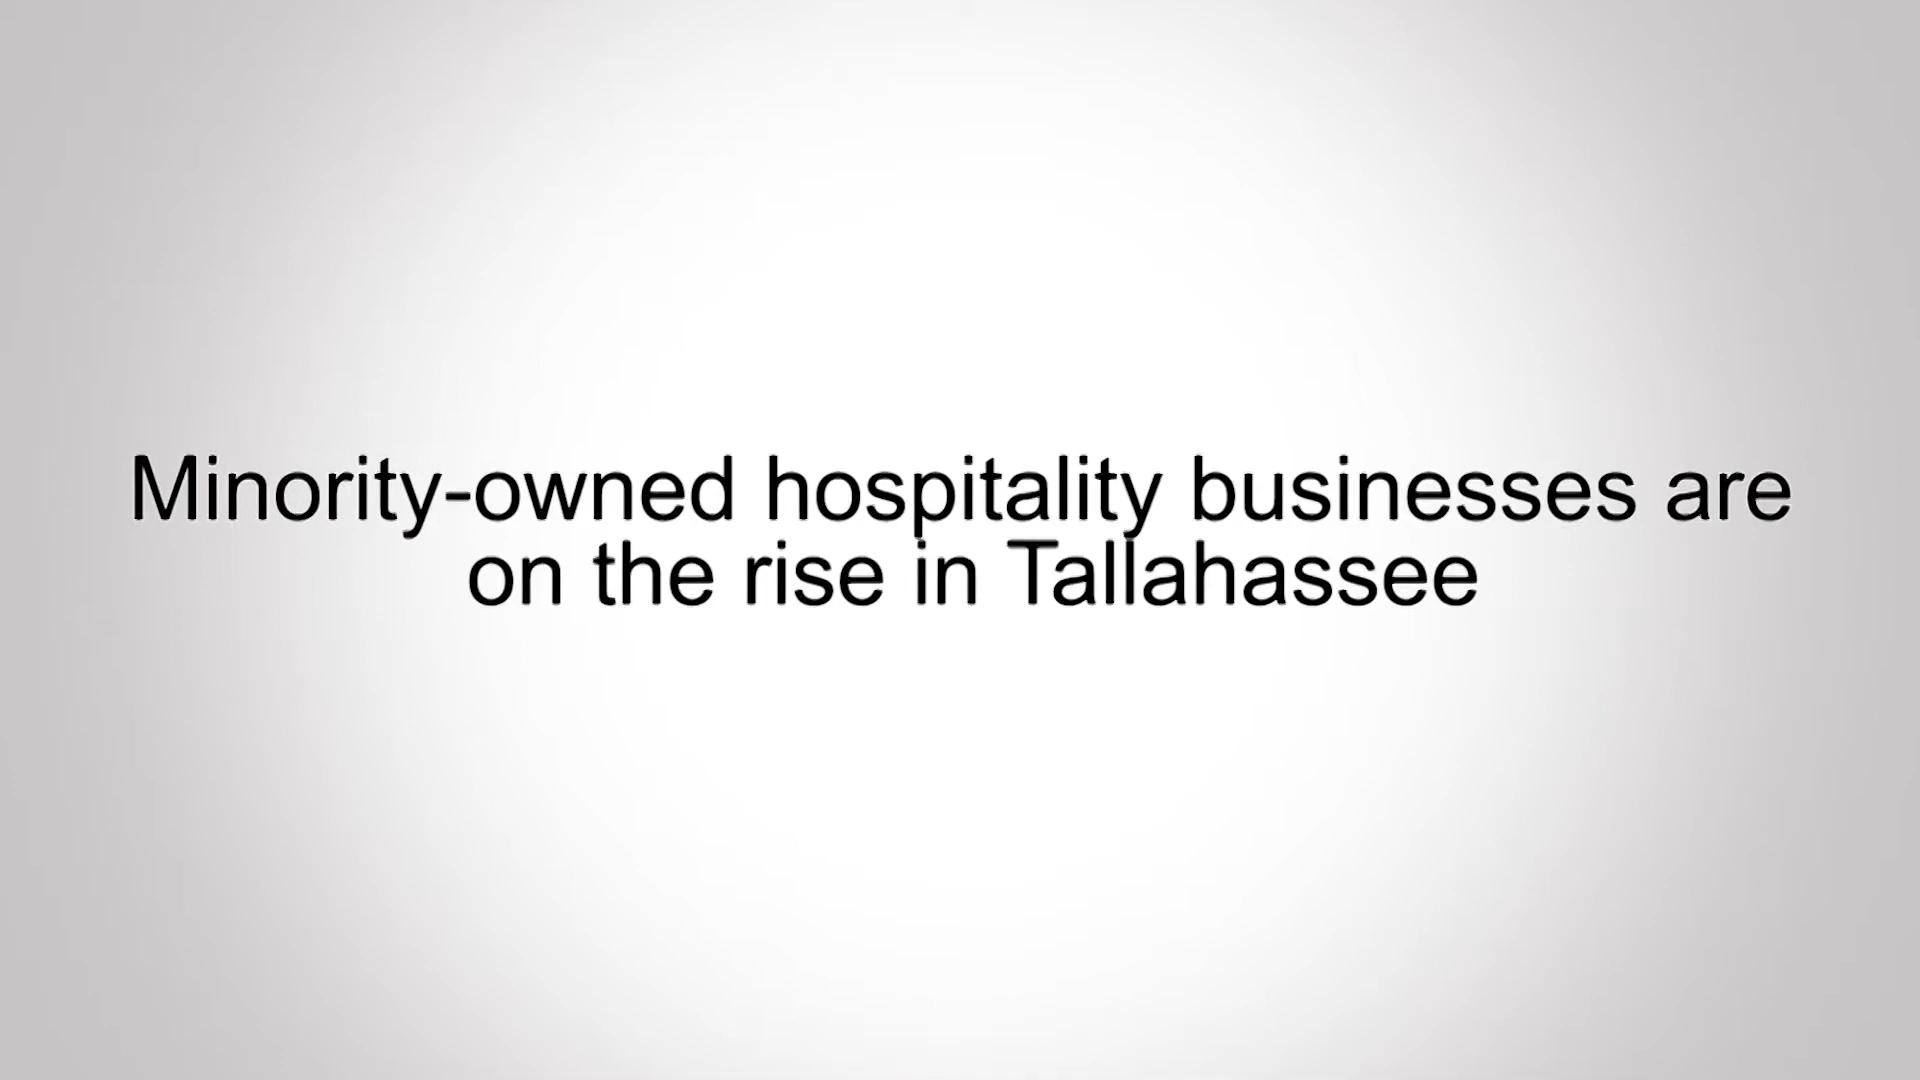 Minority-owned hospitality businesses are
on the rise in Tallahassee